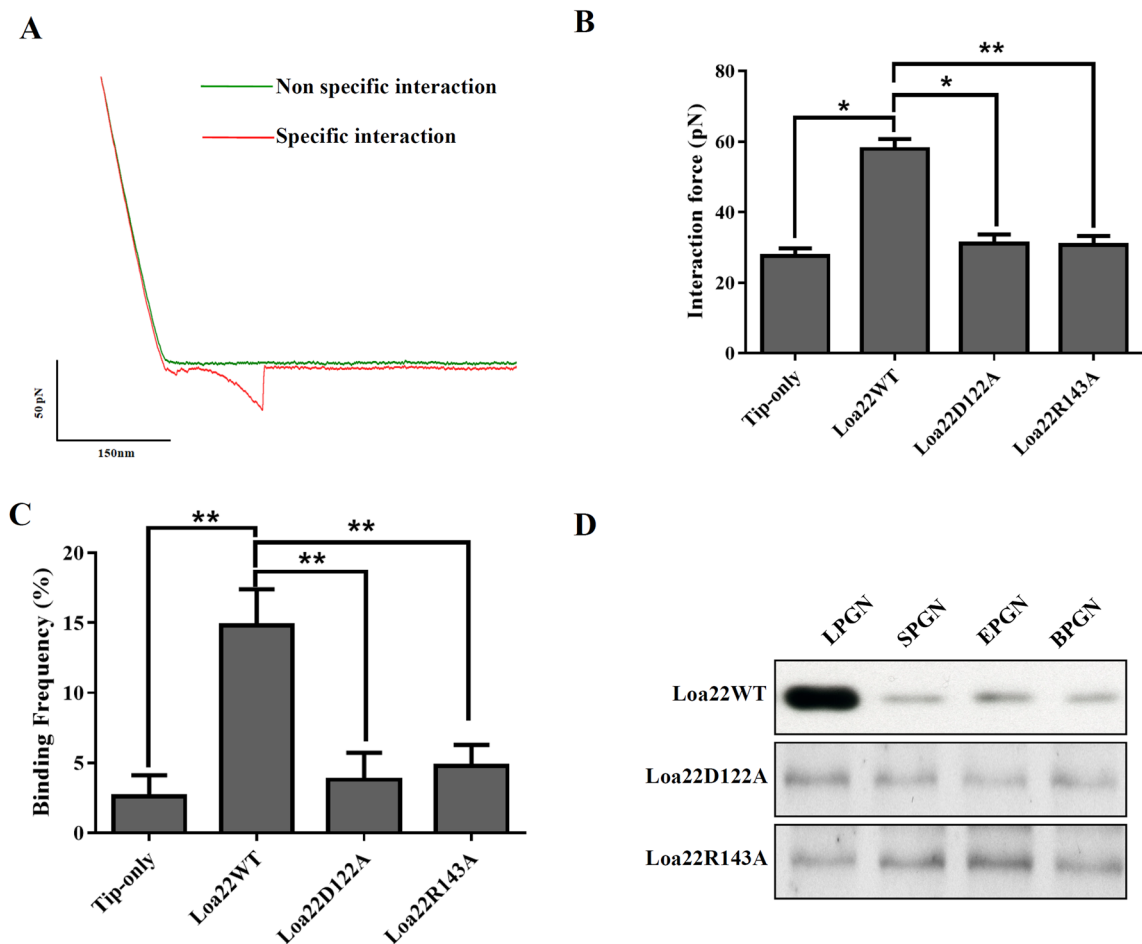 A
Non specific interaction
Specific interaction
50 pN
150nm
B
**
*
*
Interaction force (pN)
80
60
40
20
0
Tip-only
Loa22WT
Loa22D122A
Loa22R143A
C
**
**
**
Binding Frequency (%)
20
15
10
5
0
Tip-only
Loa22WT
Loa22D122A
Loa22R143A
D
LPGN SPGN EPGN BPGN
Loa22WT
Loa22D122A
Loa22R143A